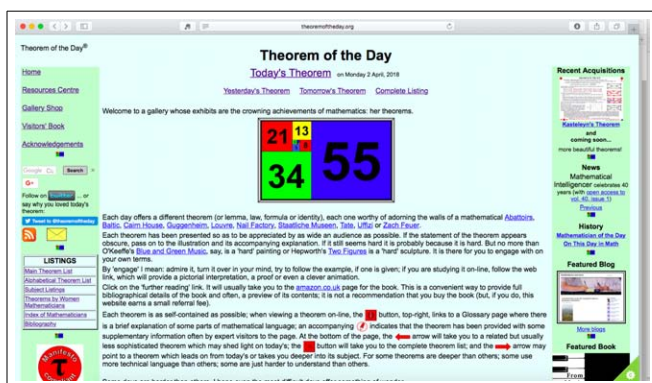 theoremoftheday.org
Theorem of the Day®
Home
Resources Centre
Gallery Shop
Visitors' Book
Acknowledgements
Search
G+
Follow on Twitter ... or
say why you loved today's
theorem:
Tweet to @theoremoftheday
LISTINGS
Main Theorem List
Alphabetical Theorem List
Subject Listings
Theorems by Women
Mathematicians
Index of Mathematicians
Bibliography
Manifesto
τ
Theorem of the Day
Today's Theorem on Monday 2 April, 2018
Yesterday's Theorem Tomorrow's Theorem Complete Listing
Welcome to a gallery whose exhibits are the crowning achievements of mathematics: her theorems.
21 13
34 55
Each day offers a different theorem (or lemma, law, formula or identity), each one worthy of adorning the walls of a mathematical Abattoirs,
Baltic, Cairn House, Guggenheim, Louvre, Nail Factory, Staatliche Museen, Tate, Uffizi or Zach Feuer.
Each theorem has been presented so as to be appreciated by as wide an audience as possible. If the statement of the theorem appears
obscure, pass on to the illustration and its accompanying explanation. If it still seems hard it is probably because it is hard. But no more than
O'Keeffe's Blue and Green Music, say, is a 'hard' painting or Hepworth's Two Figures is a 'hard' sculpture. It is there for you to engage with on
your own terms.
By 'engage' I mean: admire it, turn it over in your mind, try to follow the example, if one is given; if you are studying it on-line, follow the web
link, which will provide a pictorial interpretation, a proof or even a clever animation.
Click on the 'further reading' link. It will usually take you to the amazon.co.uk page for the book. This is a convenient way to provide full
bibliographical details of the book and often, a preview of its contents; it is not a recommendation that you buy the book (but, if you do, this
website earns a small referral fee).
Each theorem is as self-contained as possible; when viewing a theorem on-line, the button, top-right, links to a Glossary page where there
is a brief explanation of some parts of mathematical language; an accompanying indicates that the theorem has been provided with some
supplementary information often by expert visitors to the page. At the bottom of the page, the arrow will take you to a related but usually
less sophisticated theorem which may shed light on today's; the button will take you to the complete theorem list; and the arrow may
point to a theorem which leads on from today's or takes you deeper into its subject. For some theorems are deeper than others; some use
more technical language than others; some are just harder to understand than others.
Recent Acquisitions
Kasteleyn's Theorem
and
coming soon...
more beautiful theorems!
News
Mathematical
Intelligencer celebrates 40
years (with open access to
vol. 40, issue 1)
Previous
History
Mathematician of the Day
On This Day in Math
Featured Blog
More blogs
Featured Book
From